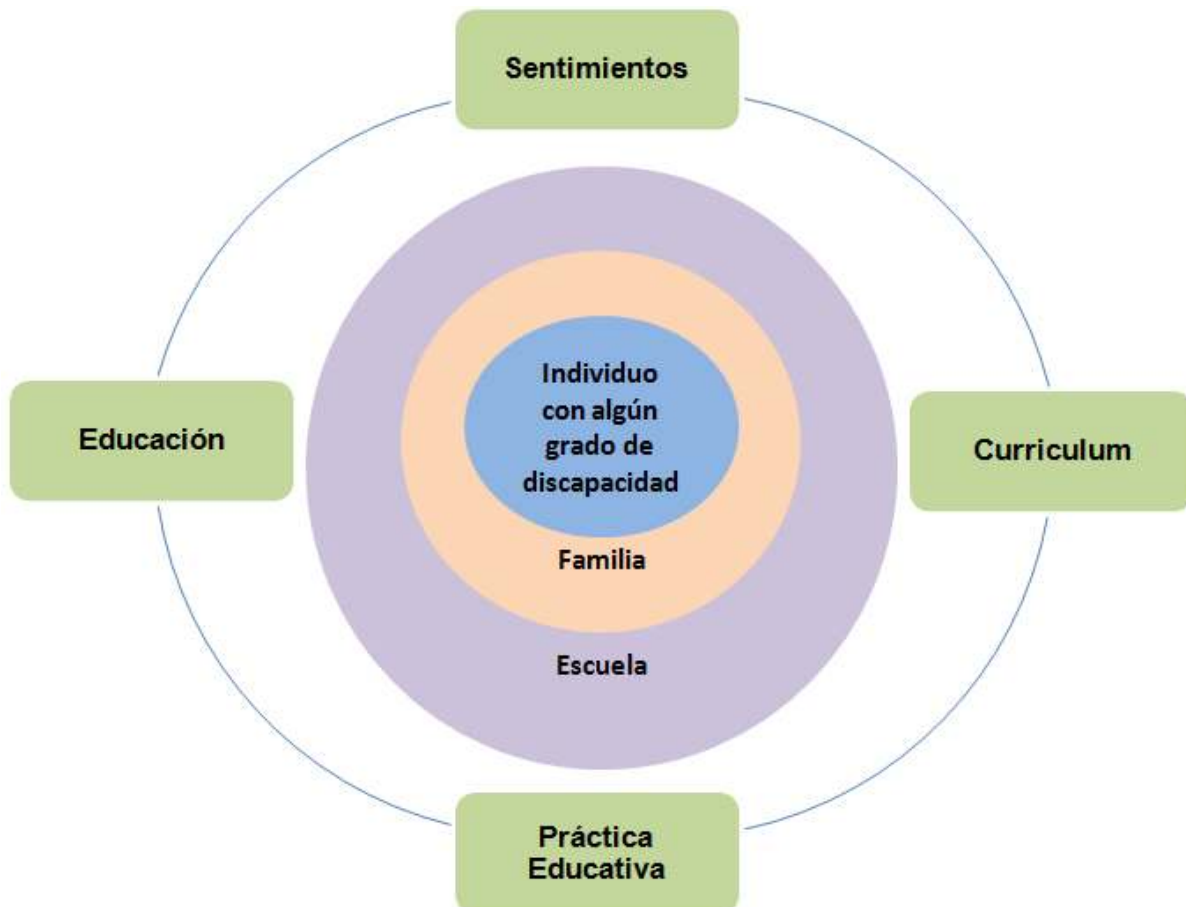 Sentimientos
Individuo
con algún
grado de
discapacidad
Educación
Curriculum
Familia
Escuela
Práctica
Educativa